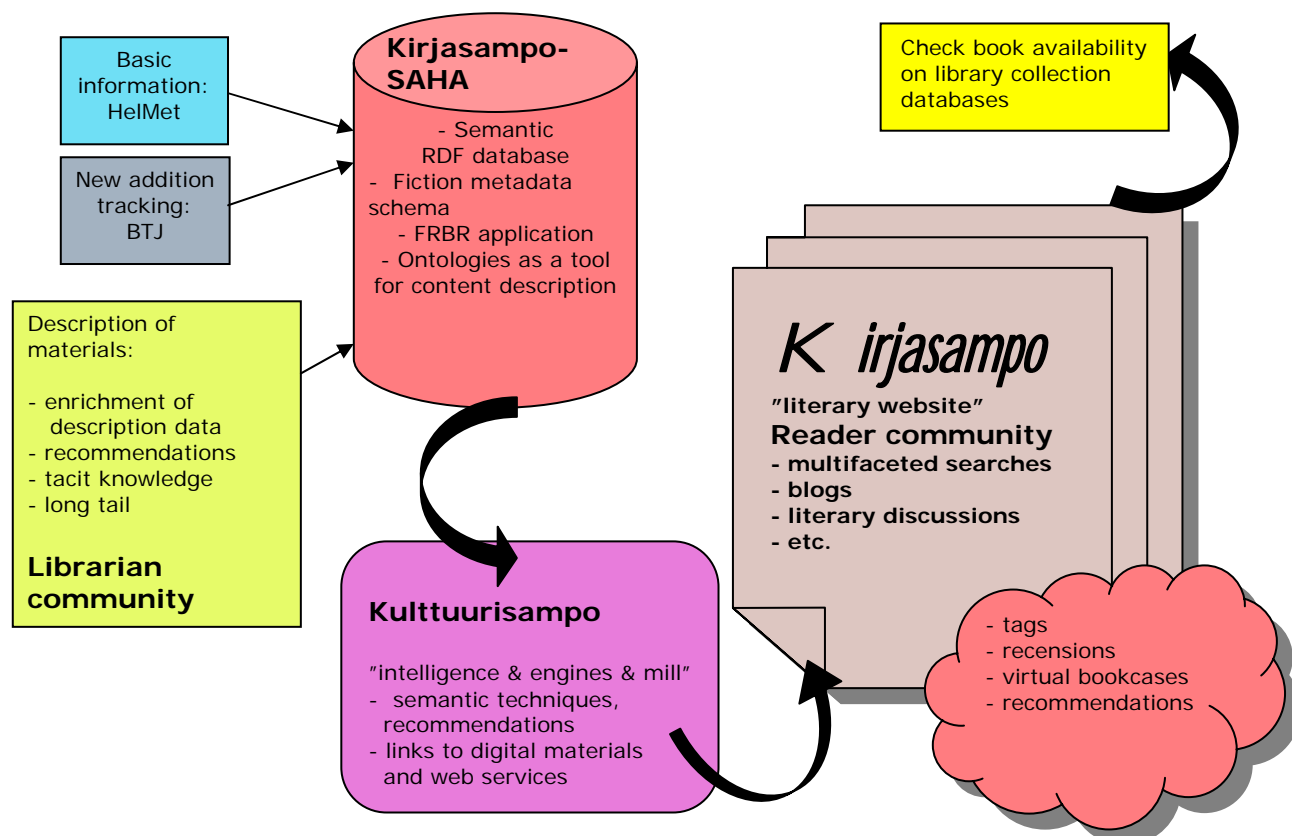 Basic
information:
HelMet
New addition
tracking:
BTJ
Description of
materials:
- enrichment of
description data
- recommendations
- tacit knowledge
- long tail
Librarian
community
Kirjasampo-
SAHA
- Semantic
RDF database
- Fiction metadata
schema
- FRBR application
- Ontologies as a tool
for content description
Kulttuurisampo
"intelligence & engines & mill"
- semantic techniques,
recommendations
- links to digital materials
and web services
Check book availability
on library collection
databases
K irjasampo
"literary website"
Reader community
- multifaceted searches
- blogs
- literary discussions
- etc.
- tags
- recensions
- virtual bookcases
- recommendations